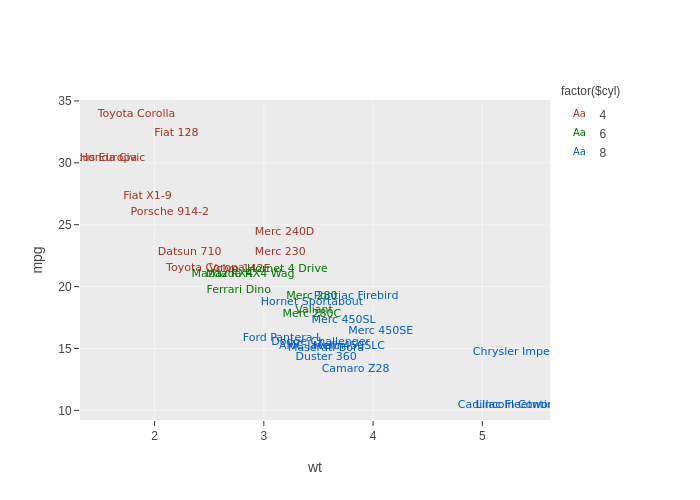 factor($cyl)
Aa 4
Aa 6
Aa 8
mpg
35
30
25
20
15
10
Toyota Corolla
Fiat 128
Fiat X1-9
Porsche 914-2
Merc 240D
Datsun 710
Merc 230
Hornet 4 Drive
Ferrari Dino
Merc 280
Pontiac Firebird
Hornet Sportabout
Valiant
Merc 280C
Merc 450SL
Merc 450SE
Ford Pantera L
Dodge Challenger
Maserati Bora
Chrysler Impe
Duster 360
Camaro Z28
2
3
4
5
wt